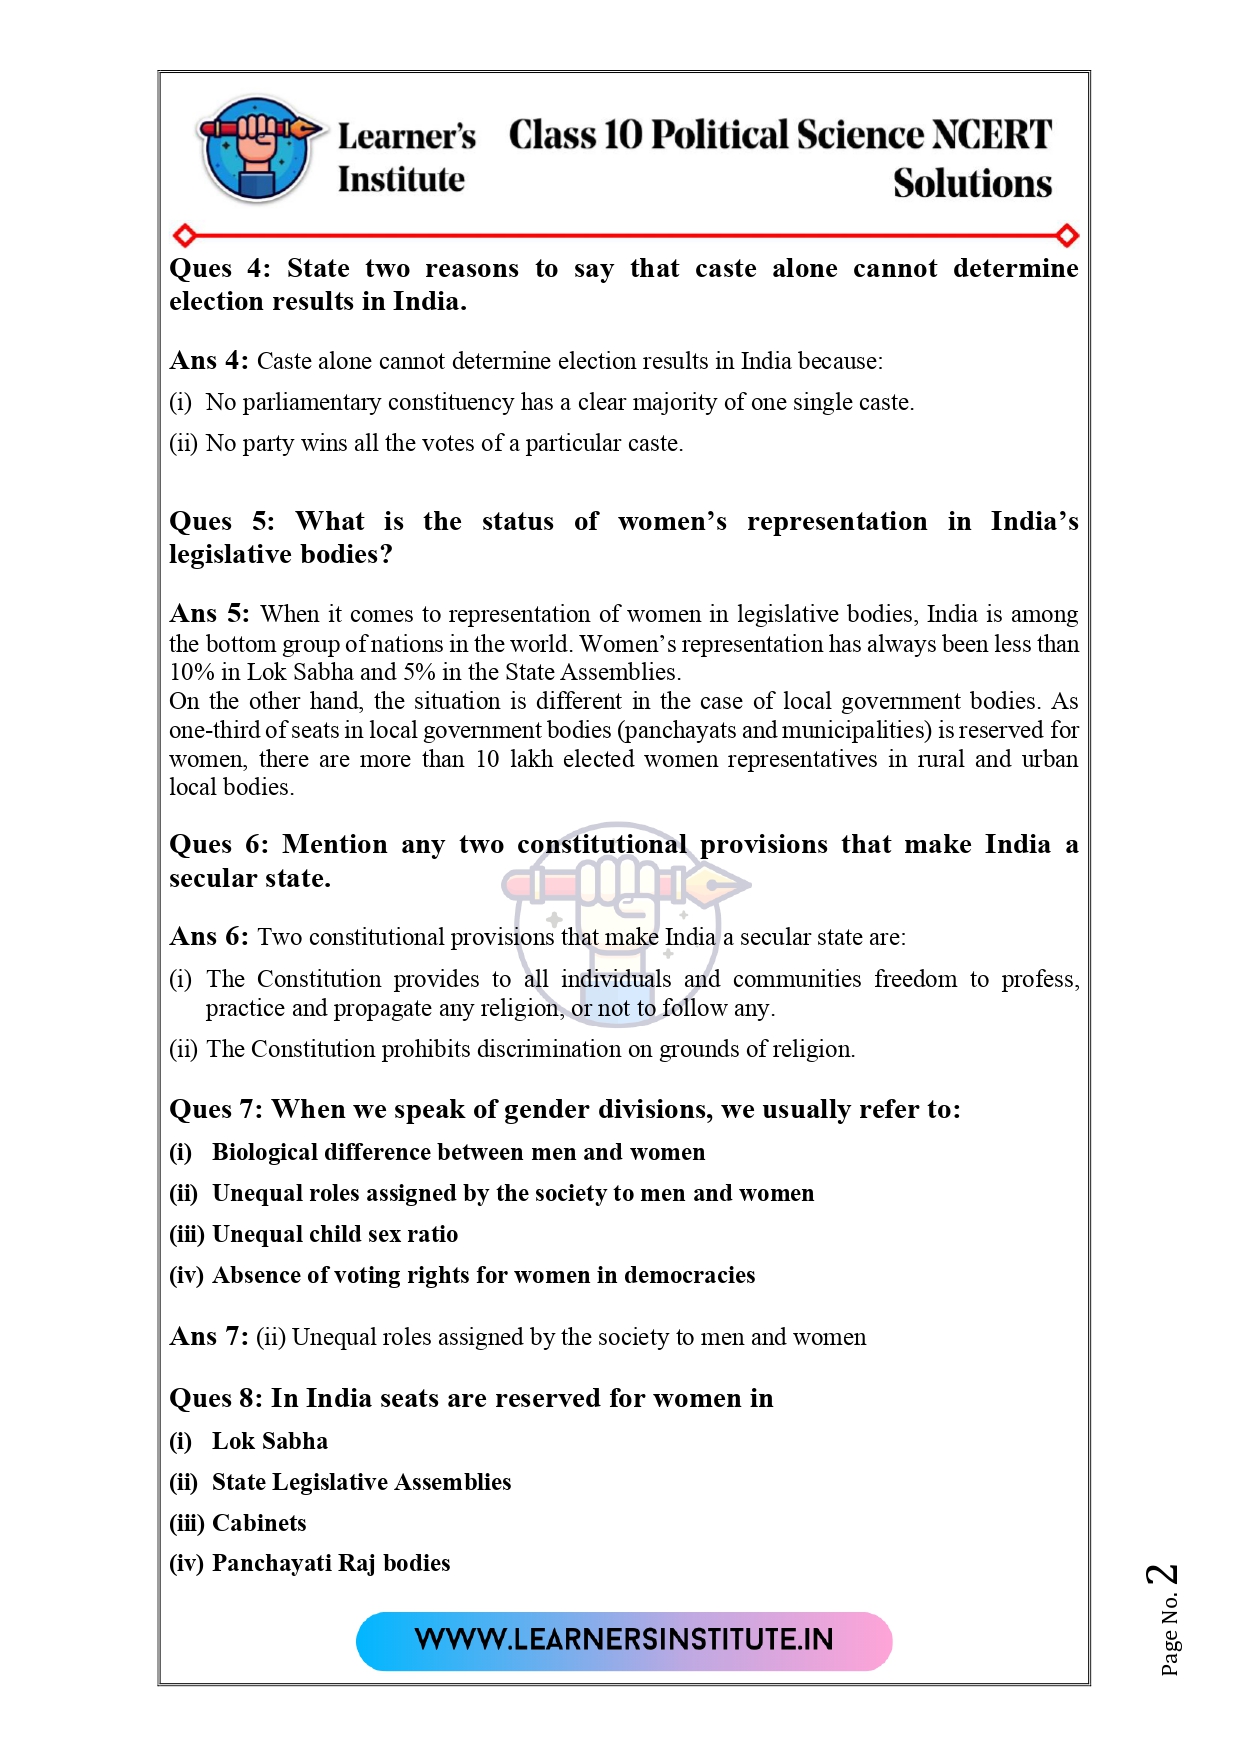 Learner's Institute
Class 10 Political Science NCERT Solutions
Ques 4: State two reasons to say that caste alone cannot determine
election results in India.
Ans 4: Caste alone cannot determine election results in India because:
(i) No parliamentary constituency has a clear majority of one single caste.
(ii) No party wins all the votes of a particular caste.
Ques 5: What is the status of women's representation in India's
legislative bodies?
Ans 5: When it comes to representation of women in legislative bodies, India is among
the bottom group of nations in the world. Women's representation has always been less than
10% in Lok Sabha and 5% in the State Assemblies.
On the other hand, the situation is different in the case of local government bodies. As
one-third of seats in local government bodies (panchayats and municipalities) is reserved for
women, there are more than 10 lakh elected women representatives in rural and urban
local bodies.
Ques 6: Mention any two constitutional provisions that make India a
secular state.
Ans 6: Two constitutional provisions that make India a secular state are:
(i) The Constitution provides to all individuals and communities freedom to profess,
practice and propagate any religion, or not to follow any.
(ii) The Constitution prohibits discrimination on grounds of religion.
Ques 7: When we speak of gender divisions, we usually refer to:
(i) Biological difference between men and women
(ii) Unequal roles assigned by the society to men and women
(iii) Unequal child sex ratio
(iv) Absence of voting rights for women in democracies
Ans 7: (ii) Unequal roles assigned by the society to men and women
Ques 8: In India seats are reserved for women in
(i) Lok Sabha
(ii) State Legislative Assemblies
(iii) Cabinets
(iv) Panchayati Raj bodies
WWW.LEARNERSINSTITUTE.IN
Page No. 2